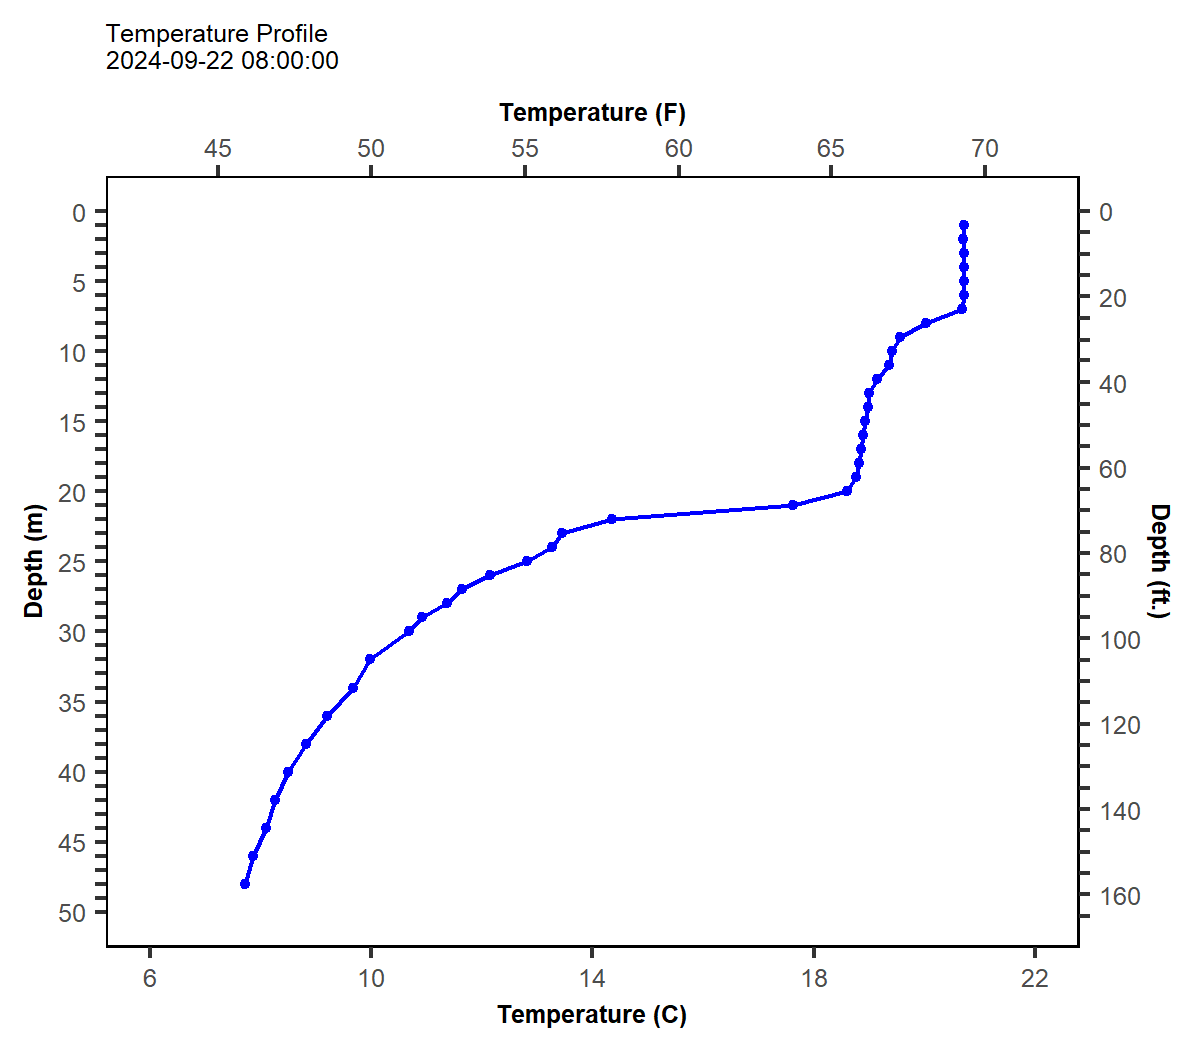 Temperature Profile
2024-09-22 08:00:00
Temperature (F)
45 50 55 60 65 70
0 0
5 20
10 40
15 60
20 80
25 100
30 120
35 140
40 160
45
50
Depth (m)
Depth (ft.)
6 10 14 18 22
Temperature (C)